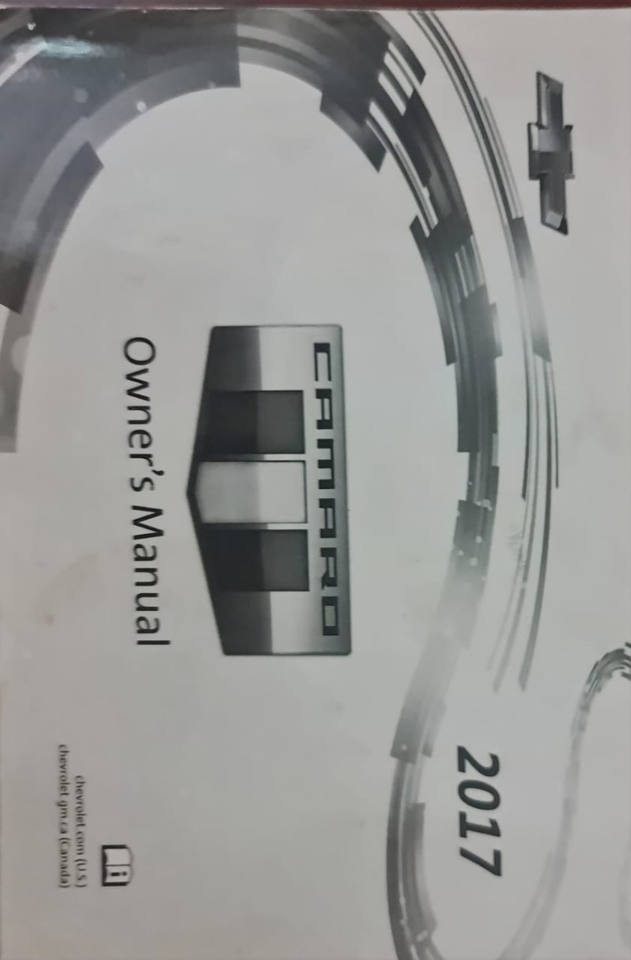 2017
CAMARO
Owner's Manual
chevrolet.com (U.S.)
chevrolet.gm.ca (Canada)